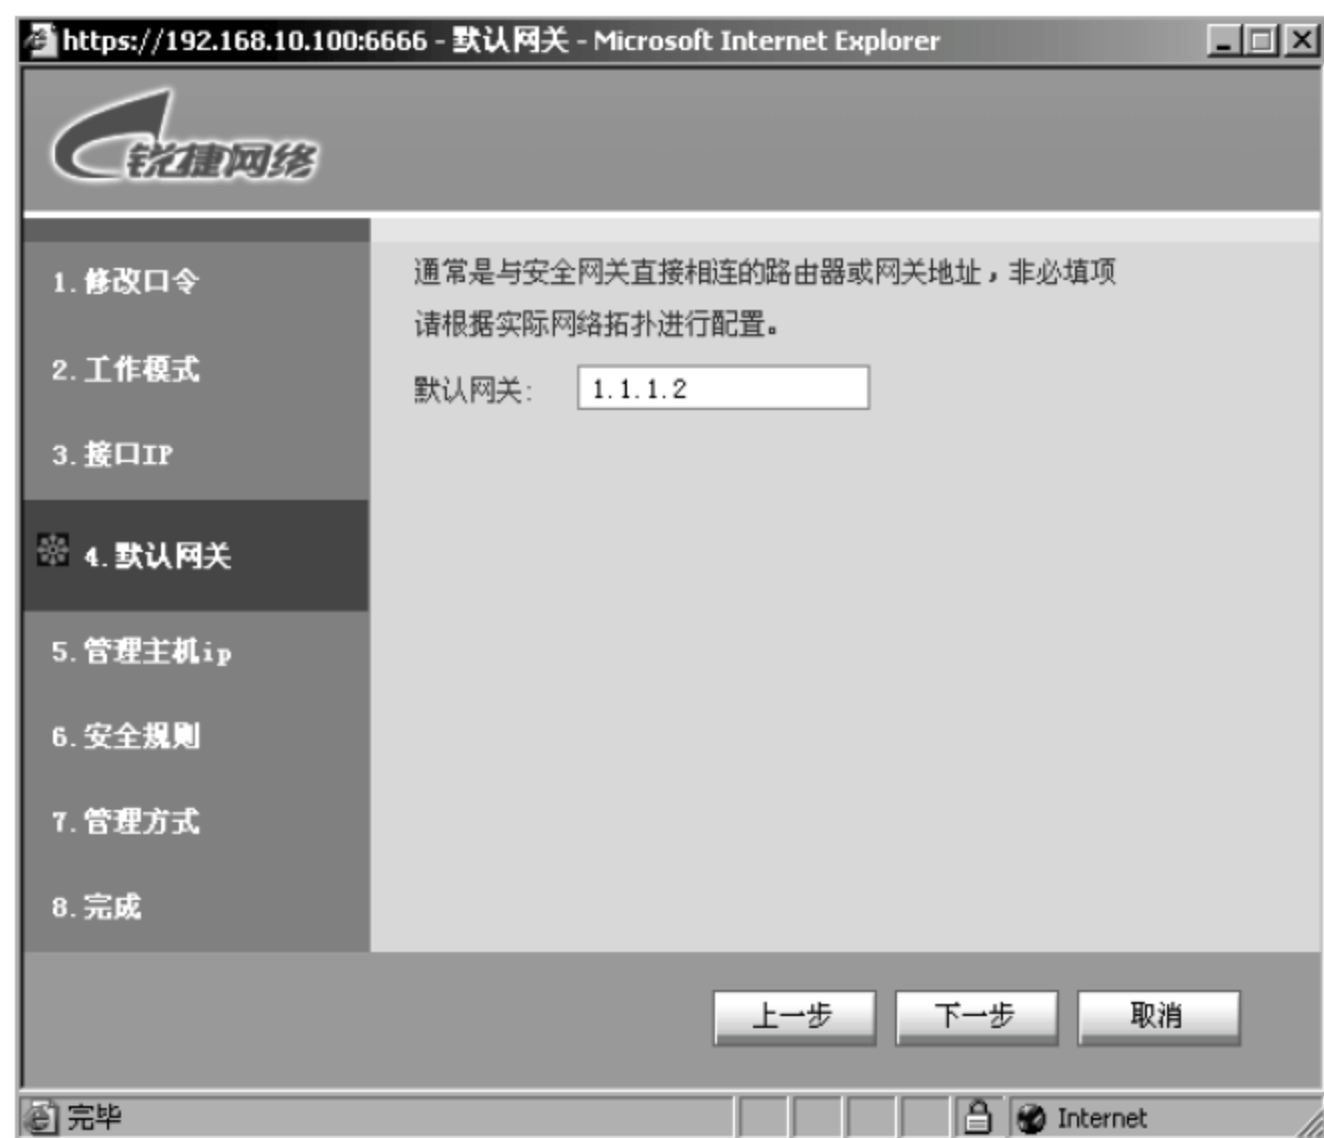 https://192.168.10.100:6666 - 默认网关 - Microsoft Internet Explorer
锐捷网络
1.修改口令
2.工作模式
3.接口IP
4.默认网关
5.管理主机ip
6.安全规则
7.管理方式
8.完成
通常是与安全网关直接相连的路由器或网关地址，非必填项
请根据实际网络拓扑进行配置。
默认网关: 1.1.1.2
上一步 下一步 取消
完毕 Internet